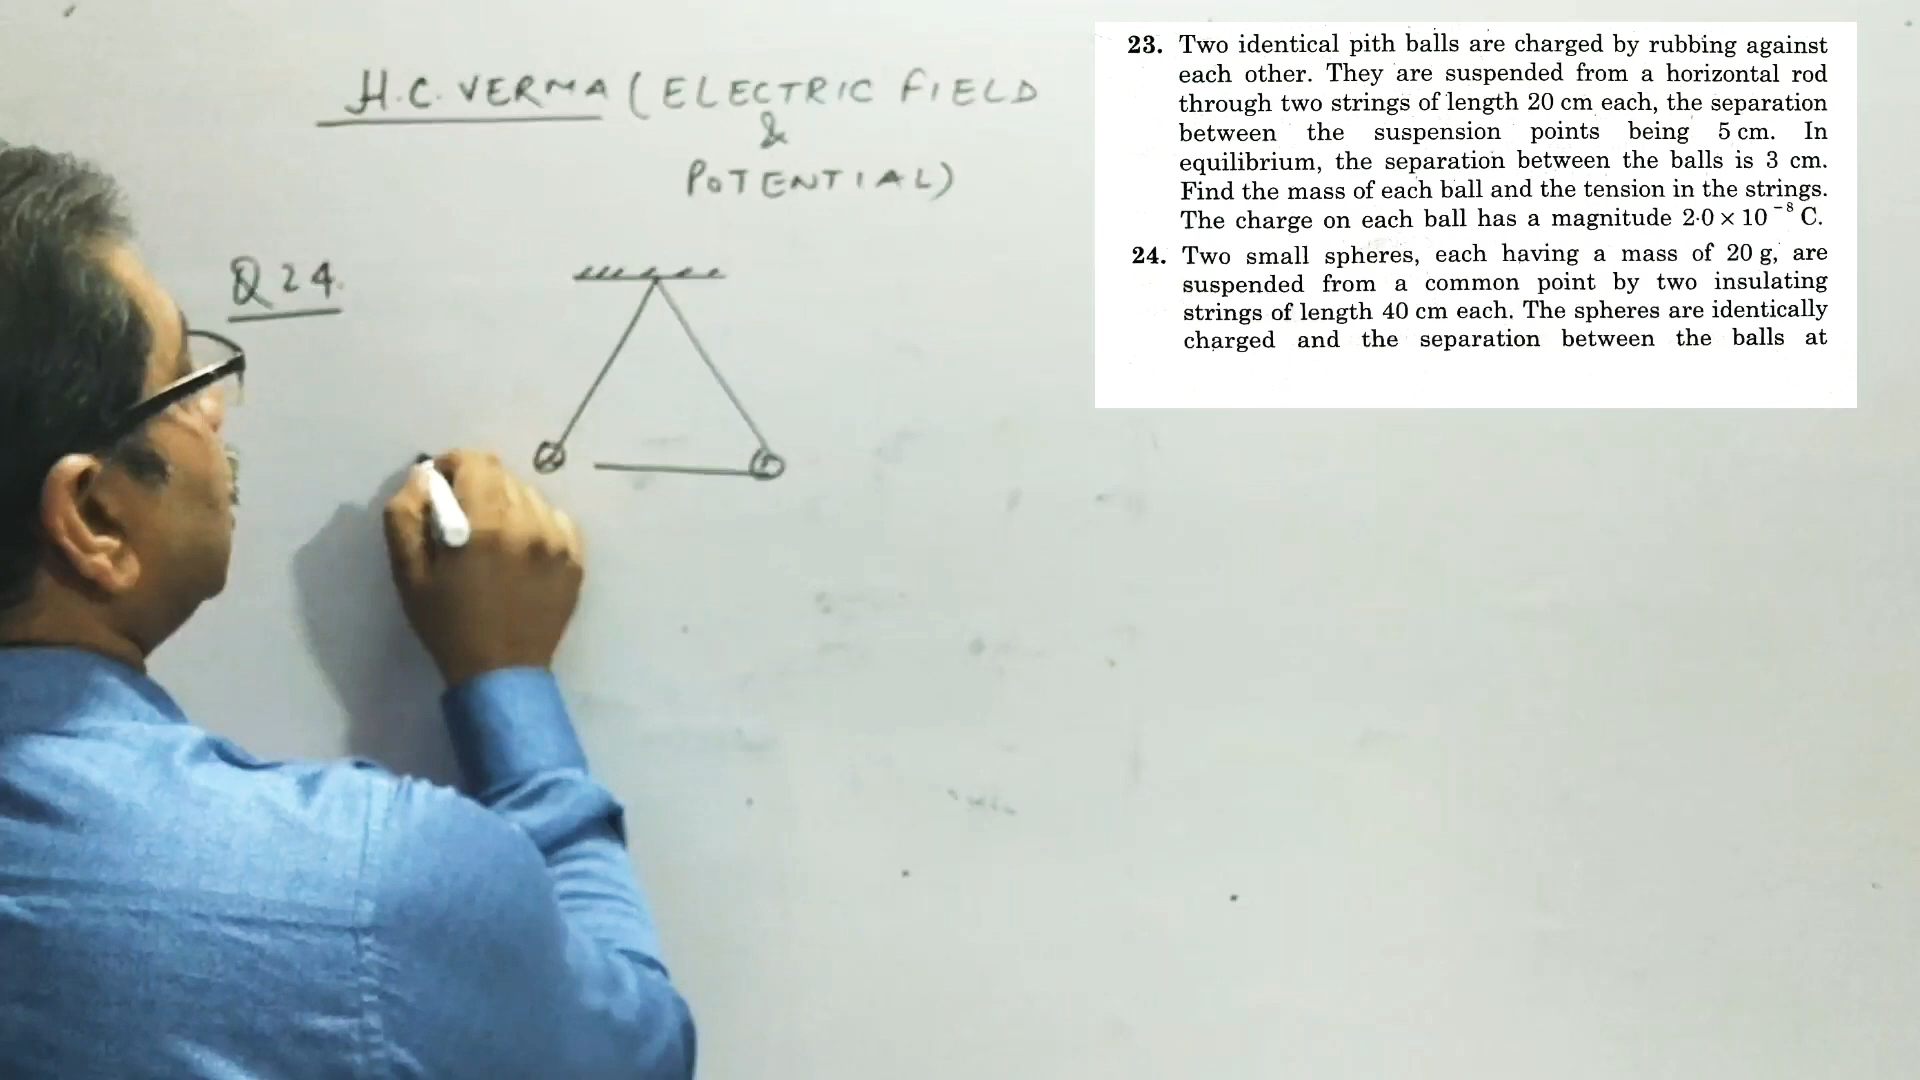 H.C. VERMA (ELECTRIC FIELD
&
POTENTIAL)
Q 24.
23. Two identical pith balls are charged by rubbing against
each other. They are suspended from a horizontal rod
through two strings of length 20 cm each, the separation
between the suspension points being 5 cm. In
equilibrium, the separation between the balls is 3 cm.
Find the mass of each ball and the tension in the strings.
The charge on each ball has a magnitude 2·0 × 10⁻⁸ C.
24. Two small spheres, each having a mass of 20 g, are
suspended from a common point by two insulating
strings of length 40 cm each. The spheres are identically
charged and the separation between the balls at